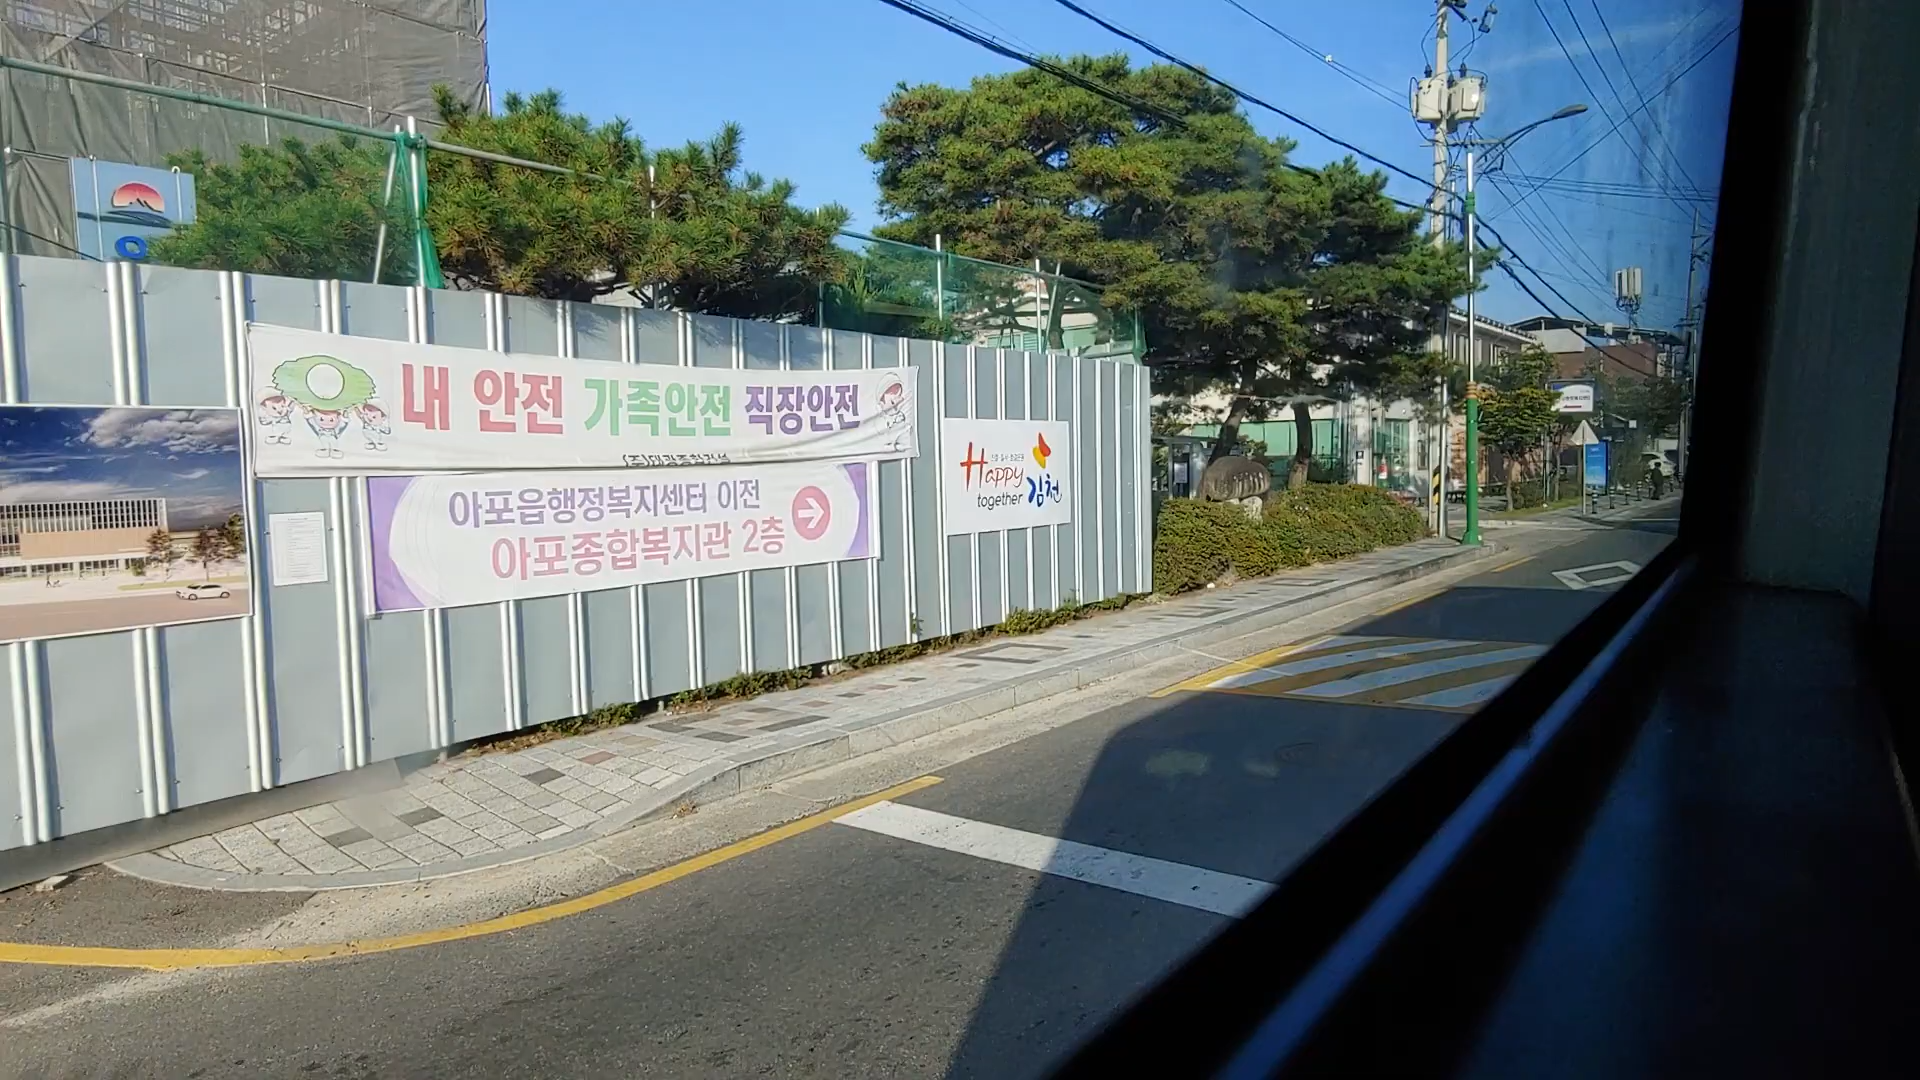 내 안전 가족안전 직장안전
아포읍행정복지센터 이전
아포종합복지관 2층
Happy
together 김천